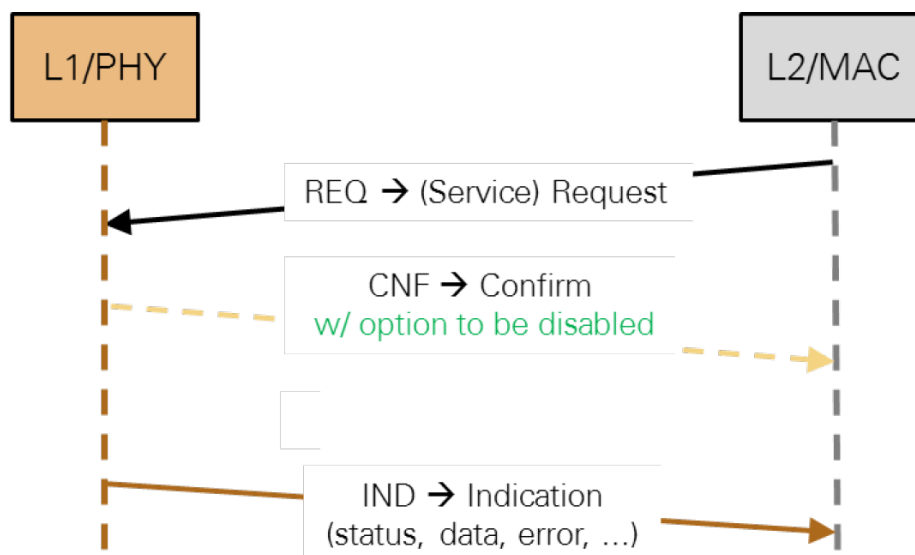 L1/PHY
L2/MAC
REQ → (Service) Request
CNF → Confirm
w/ option to be disabled
IND → Indication
(status, data, error, ...)